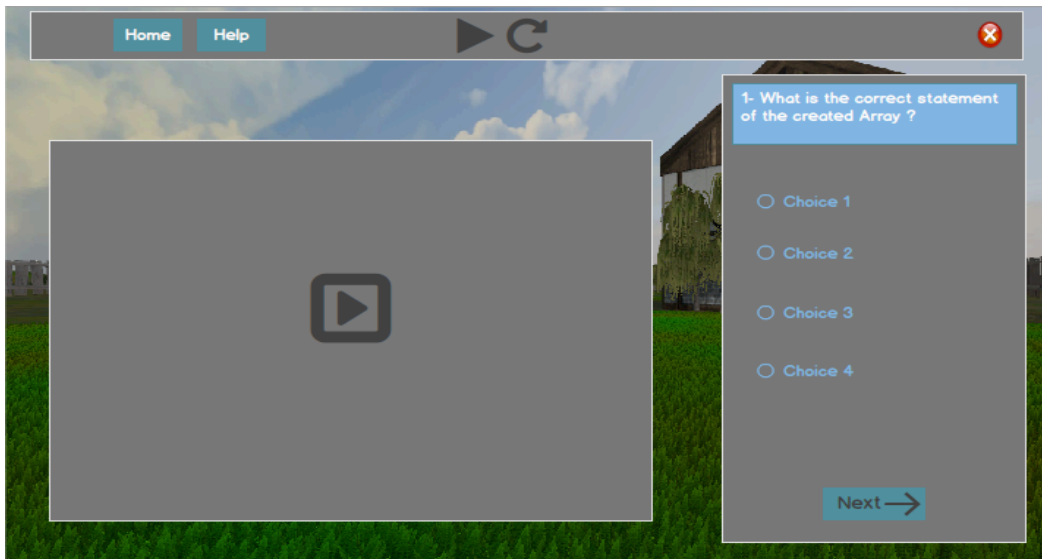 Home Help
1- What is the correct statement
of the created Array ?
Choice 1
Choice 2
Choice 3
Choice 4
Next